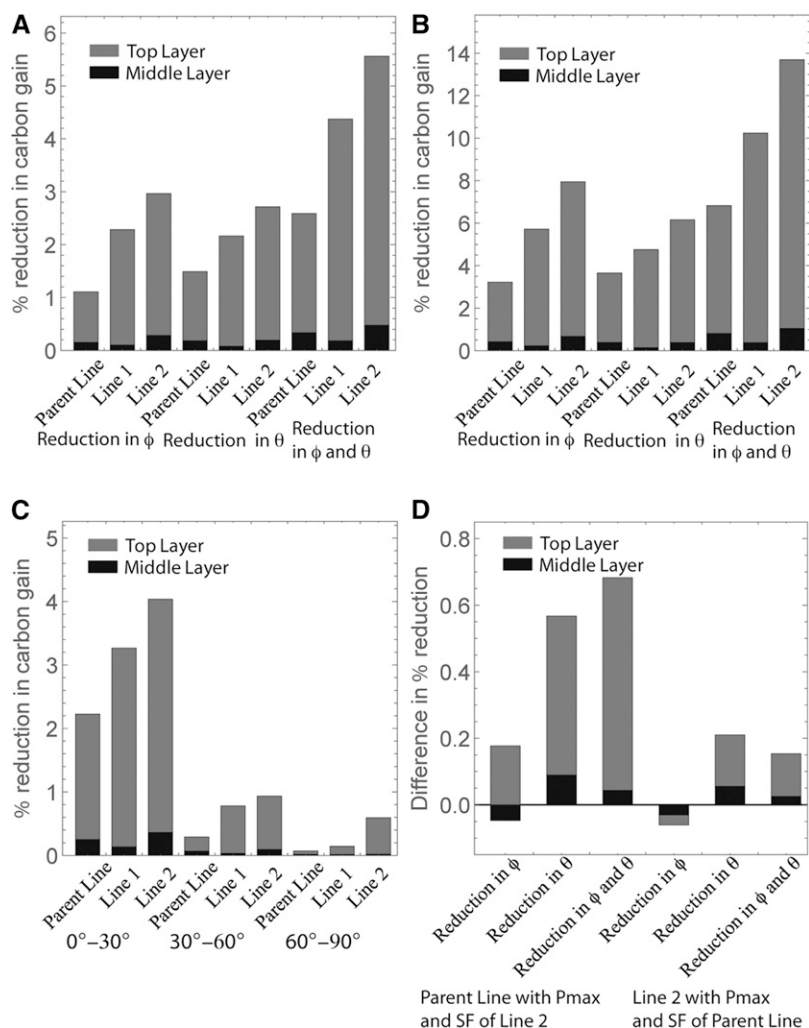 A
% reduction in carbon gain
6
5
4
3
2
1
0
Top Layer
Middle Layer
Parent Line
Line 1
Line 2
Parent Line
Line 1
Line 2
Parent Line
Line 1
Line 2
Reduction in ϕ
Reduction in θ
Reduction
in ϕ and θ
B
% reduction in carbon gain
14
12
10
8
6
4
2
0
Top Layer
Middle Layer
Parent Line
Line 1
Line 2
Parent Line
Line 1
Line 2
Parent Line
Line 1
Line 2
Reduction in ϕ
Reduction in θ
Reduction
in ϕ and θ
C
% reduction in carbon gain
5
4
3
2
1
0
Top Layer
Middle Layer
Parent Line
Line 1
Line 2
Parent Line
Line 1
Line 2
Parent Line
Line 1
Line 2
0°–30°
30°–60°
60°–90°
D
Difference in % reduction
0.8
0.6
0.4
0.2
0.0
Top Layer
Middle Layer
Reduction in ϕ
Reduction in θ
Reduction in ϕ and θ
Reduction in ϕ
Reduction in θ
Reduction in ϕ and θ
Parent Line with Pmax
and SF of Line 2
Line 2 with Pmax
and SF of Parent Line